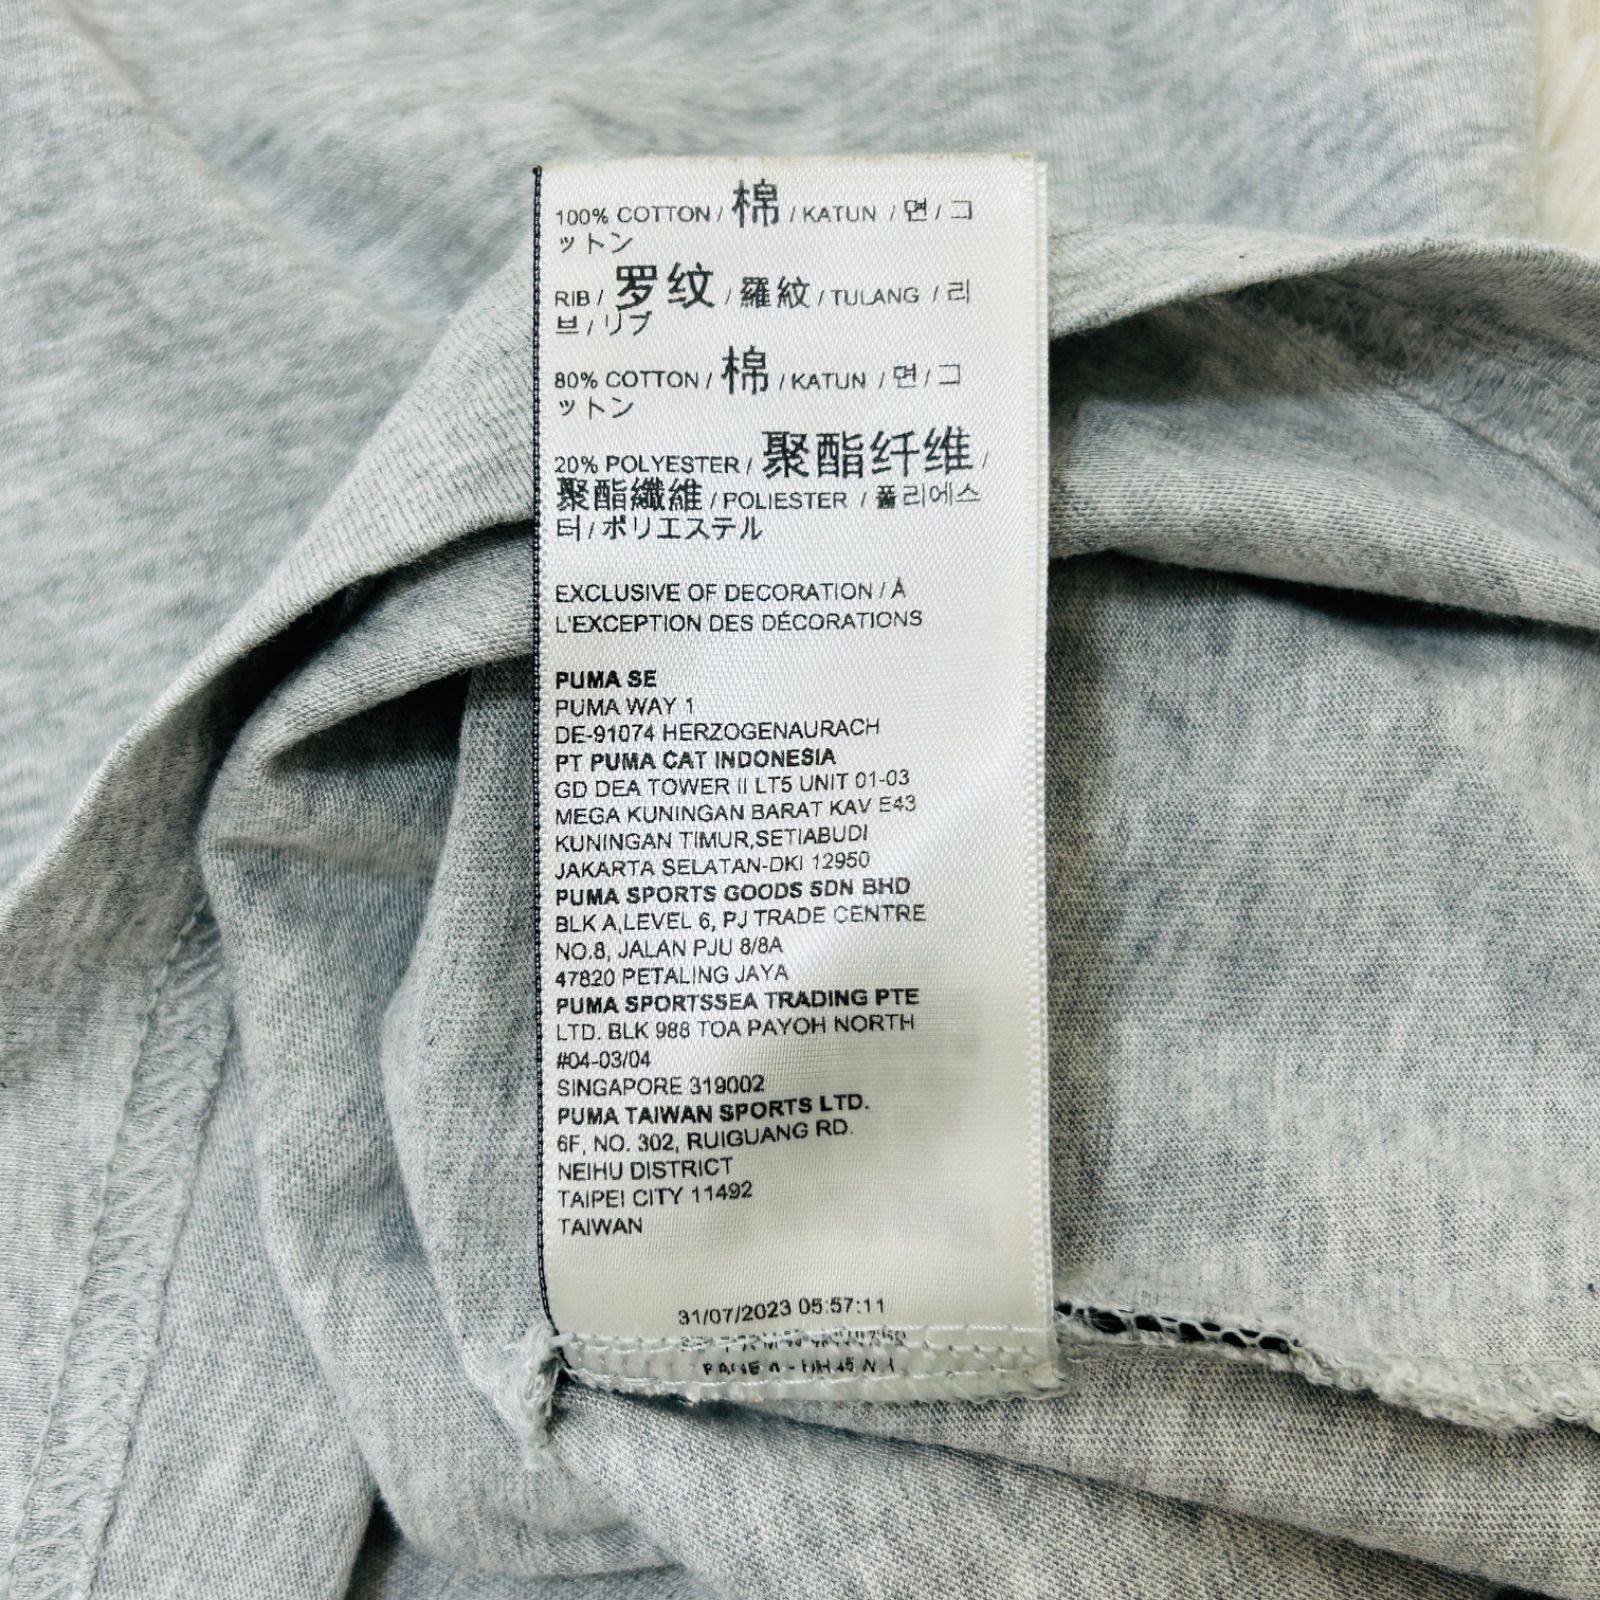 100% COTTON / 棉 / KATUN / 면 / コ
ットン
RIB / 罗纹 / 羅紋 / TULANG / 리
브 / リブ
80% COTTON / 棉 / KATUN / 면 / コ
ットン
20% POLYESTER / 聚酯纤维 /
聚酯纖維 / POLIESTER / 폴리에스
터 / ポリエステル
EXCLUSIVE OF DECORATION / À
L'EXCEPTION DES DÉCORATIONS
PUMA SE
PUMA WAY 1
DE-91074 HERZOGENAURACH
PT PUMA CAT INDONESIA
GD DEA TOWER II LT5 UNIT 01-03
MEGA KUNINGAN BARAT KAV E43
KUNINGAN TIMUR,SETIABUDI
JAKARTA SELATAN-DKI 12950
PUMA SPORTS GOODS SDN BHD
BLK A,LEVEL 6, PJ TRADE CENTRE
NO.8, JALAN PJU 8/8A
47820 PETALING JAYA
PUMA SPORTSSEA TRADING PTE
LTD. BLK 988 TOA PAYOH NORTH
#04-03/04
SINGAPORE 319002
PUMA TAIWAN SPORTS LTD.
6F, NO. 302, RUIGUANG RD.
NEIHU DISTRICT
TAIPEI CITY 11492
TAIWAN
31/07/2023 05:57:11